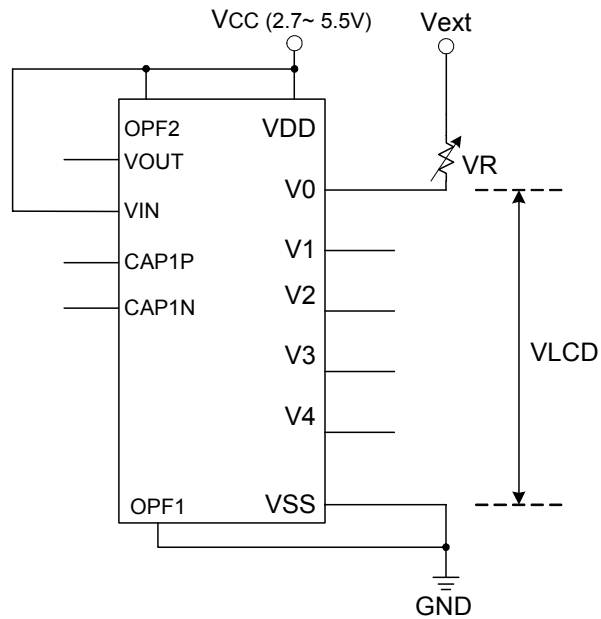 VCC (2.7~ 5.5V)
Vext
OPF2
VDD
VOUT
VR
V0
VIN
V1
CAP1P
V2
CAP1N
V3
VLCD
V4
OPF1
VSS
GND